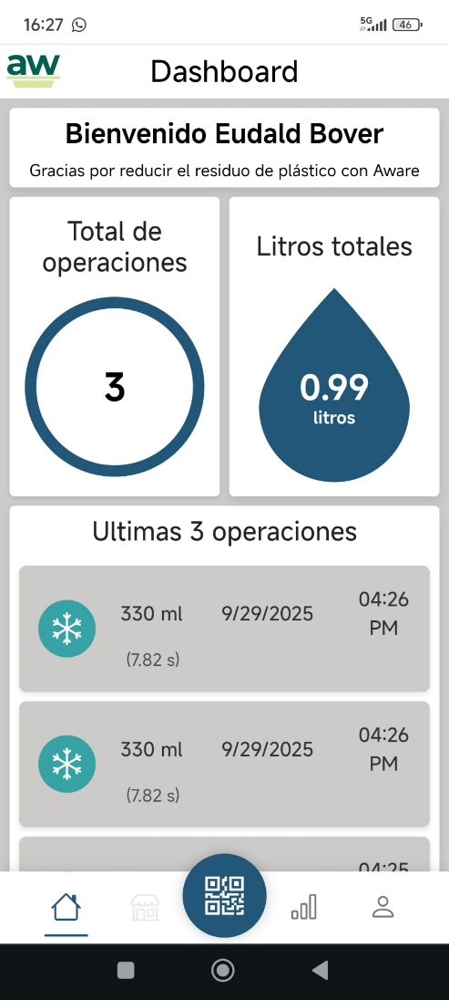 16:27
5G
46
aw
Dashboard
Bienvenido Eudald Bover
Gracias por reducir el residuo de plástico con Aware
Total de
operaciones
3
Litros totales
0.99
litros
Ultimas 3 operaciones
330 ml
9/29/2025
04:26
PM
(7.82 s)
330 ml
9/29/2025
04:26
PM
(7.82 s)
04:25